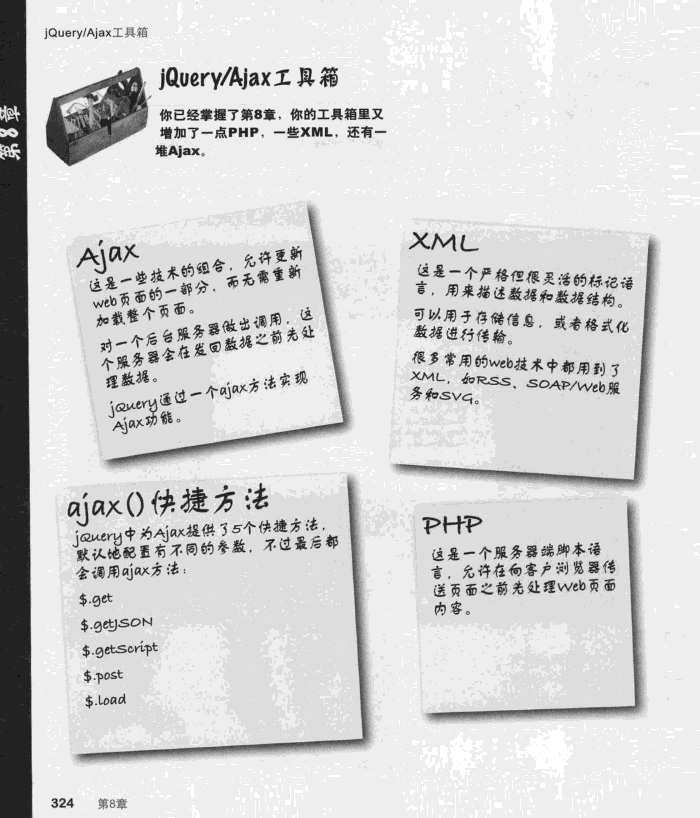 jQuery/Ajax工具箱
第8章
jQuery/Ajax工具箱
你已经掌握了第8章，你的工具箱里又
增加了一点PHP，一些XML，还有一
堆Ajax。
Ajax
这是一些技术的组合，允许更新
web页面的一部分，而无需重新
加载整个页面。
对一个后台服务器做出调用，这
个服务器会在发回数据之前先处
理数据。
jQuery通过一个ajax方法实现
Ajax功能。
XML
这是一个严格但很灵活的标记语
言，用来描述数据和数据结构。
可以用于存储信息，或者格式化
数据进行传输。
很多常用的web技术中都用到了
XML，如RSS、SOAP/Web服
务和SVG。
ajax()快捷方法
jQuery中为Ajax提供了5个快捷方法，
默认地配置有不同的参数，不过最后都
会调用ajax方法：
$.get
$.getJSON
$.getScript
$.post
$.load
PHP
这是一个服务器端脚本语
言，允许在向客户浏览器传
送页面之前先处理Web页面
内容。
324 第8章